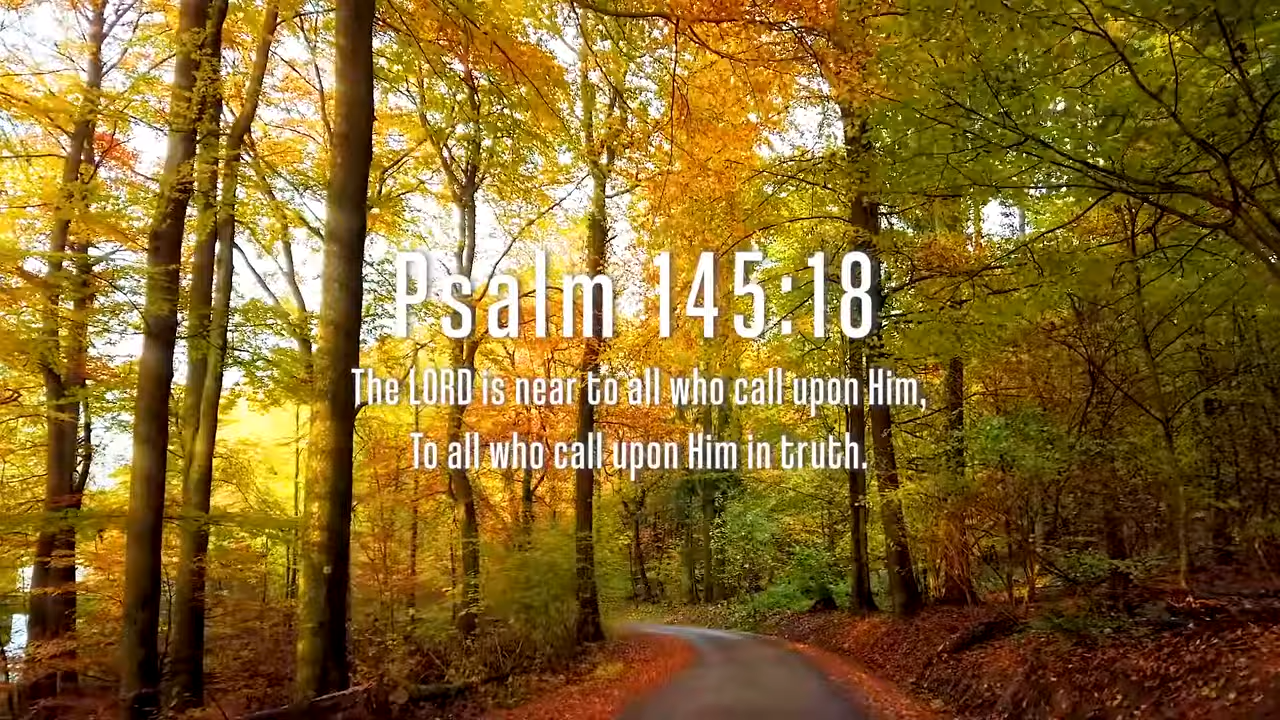 Psalm 145:18
The LORD is near to all who call upon Him,
To all who call upon Him in truth.